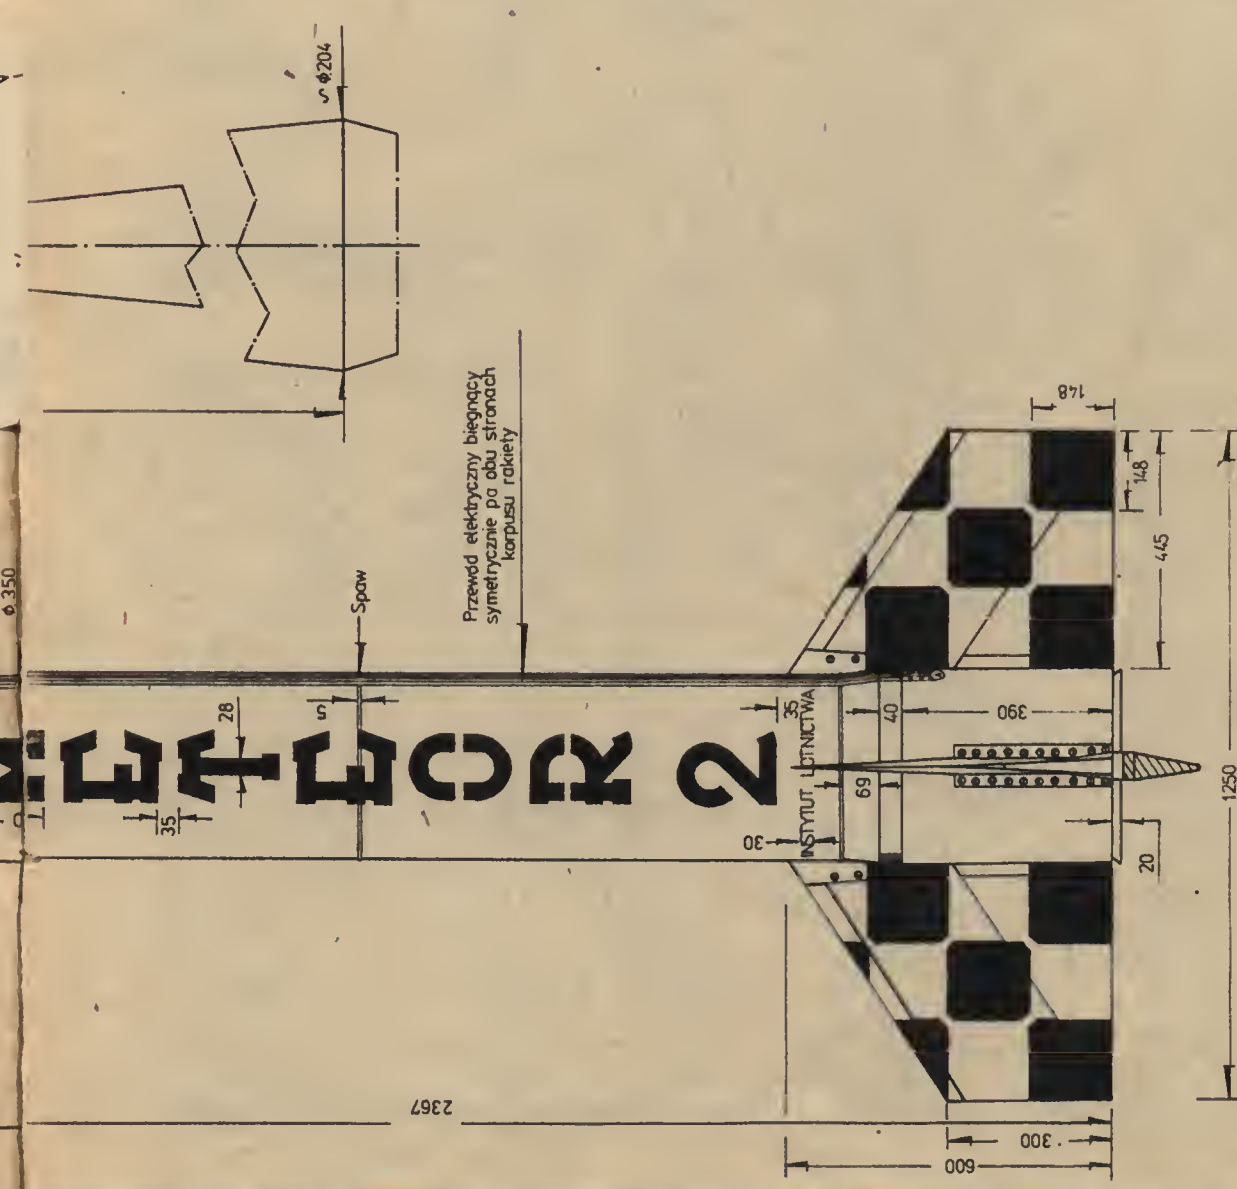 S ϕ204
ϕ 350
Przewód elektryczny biegnący
symetrycznie po obu stronach
korpusu rakiety
Spaw
METEOR 2
28
5
35
35
INSTYTUT LOTNICTWA
30
69
40
390
20
148
148
445
1250
2367
300
600